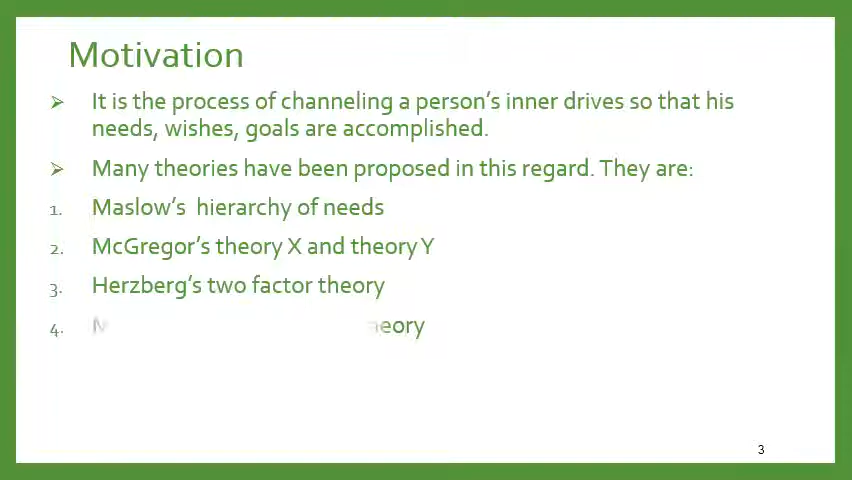 Motivation
➢ It is the process of channeling a person's inner drives so that his
needs, wishes, goals are accomplished.
➢ Many theories have been proposed in this regard. They are:
1. Maslow's hierarchy of needs
2. McGregor's theory X and theory Y
3. Herzberg's two factor theory
4.
3